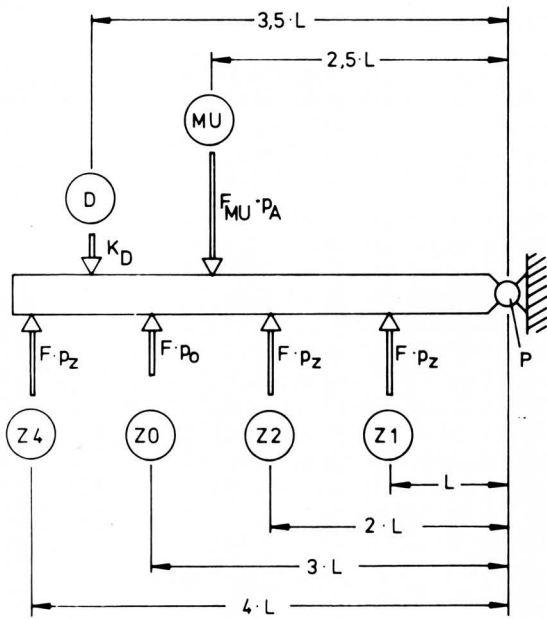 3,5 · L
2,5 · L
MU
D
F_MU · p_A
K_D
F · p_z
F · p_0
F · p_z
F · p_z
P
Z4
Z0
Z2
Z1
L
2 · L
3 · L
4 · L